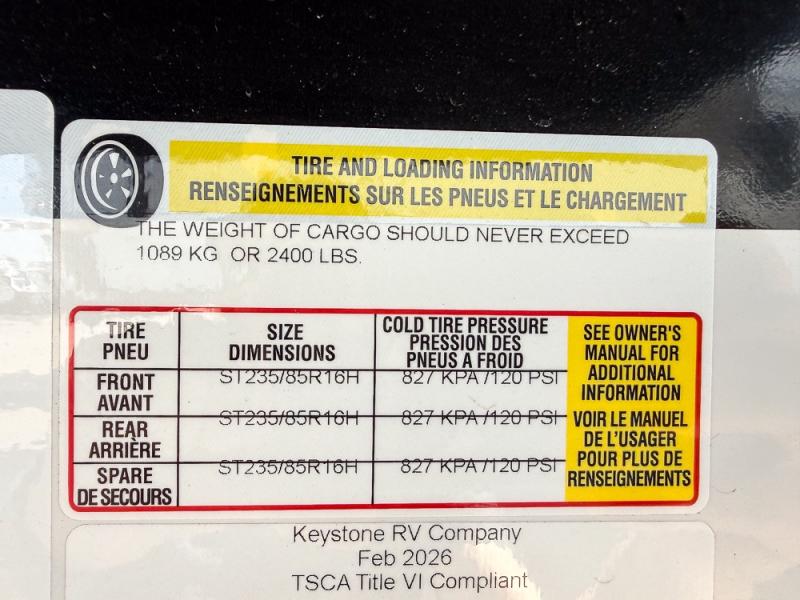 TIRE AND LOADING INFORMATION
RENSEIGNEMENTS SUR LES PNEUS ET LE CHARGEMENT
THE WEIGHT OF CARGO SHOULD NEVER EXCEED
1089 KG OR 2400 LBS.
TIRE
PNEU
SIZE
DIMENSIONS
COLD TIRE PRESSURE
PRESSION DES
PNEUS A FROID
FRONT
AVANT
ST235/85R16H
827 KPA /120 PSI
REAR
ARRIÈRE
ST235/85R16H
827 KPA /120 PSI
SPARE
DE SECOURS
ST235/85R16H
827 KPA /120 PSI
SEE OWNER'S
MANUAL FOR
ADDITIONAL
INFORMATION
VOIR LE MANUEL
DE L'USAGER
POUR PLUS DE
RENSEIGNEMENTS
Keystone RV Company
Feb 2026
TSCA Title VI Compliant